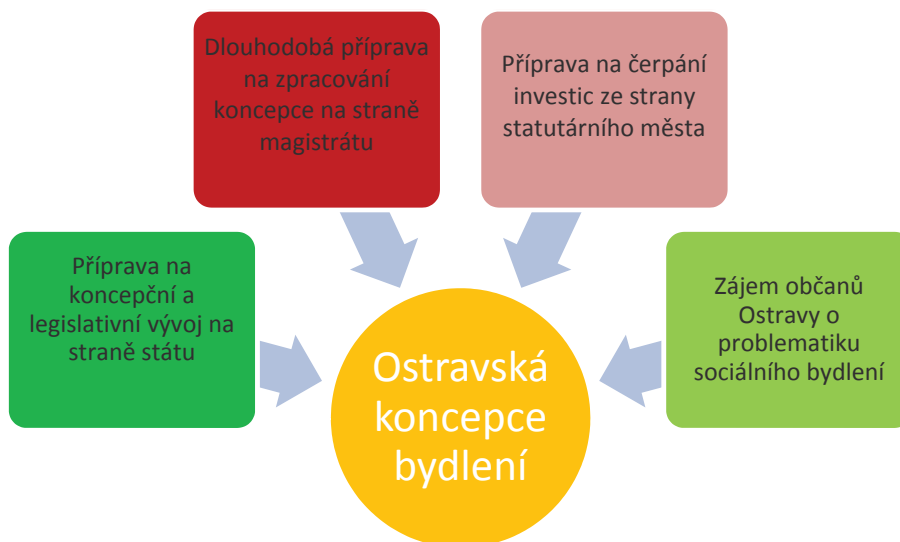 Dlouhodobá příprava
na zpracování
koncepce na straně
magistrátu
Příprava na čerpání
investic ze strany
statutárního města
Příprava na
koncepční a
legislativní vývoj na
straně státu
Zájem občanů
Ostravy o
problematiku
sociálního bydlení
Ostravská
koncepce
bydlení